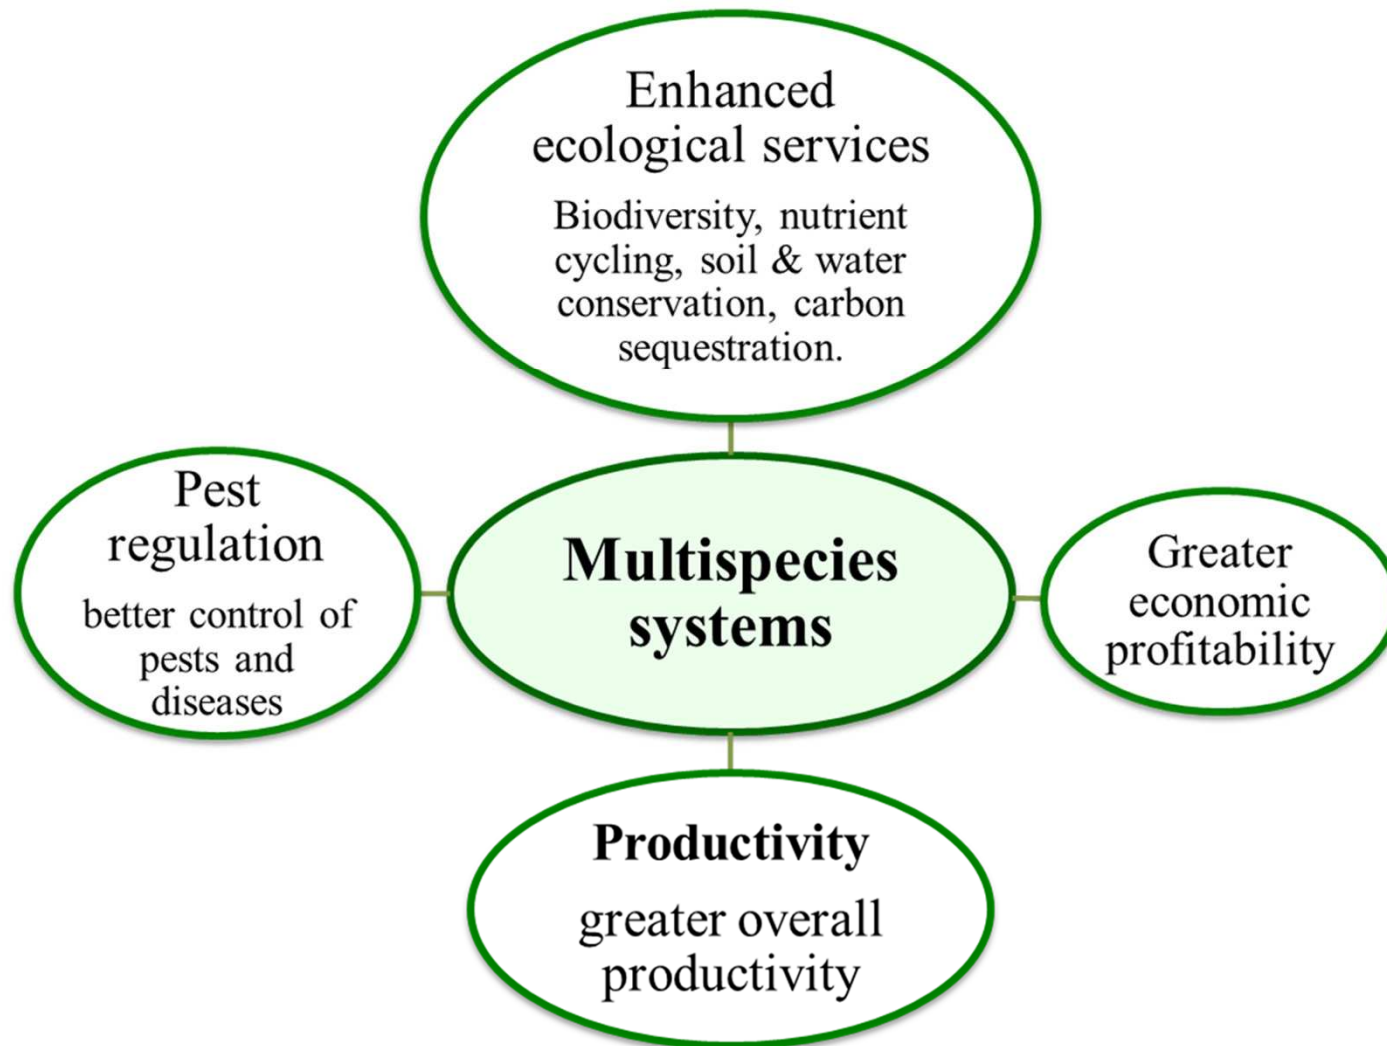 Enhanced
ecological services
Biodiversity, nutrient
cycling, soil & water
conservation, carbon
sequestration.
Pest
regulation
better control of
pests and
diseases
Multispecies
systems
Greater
economic
profitability
Productivity
greater overall
productivity